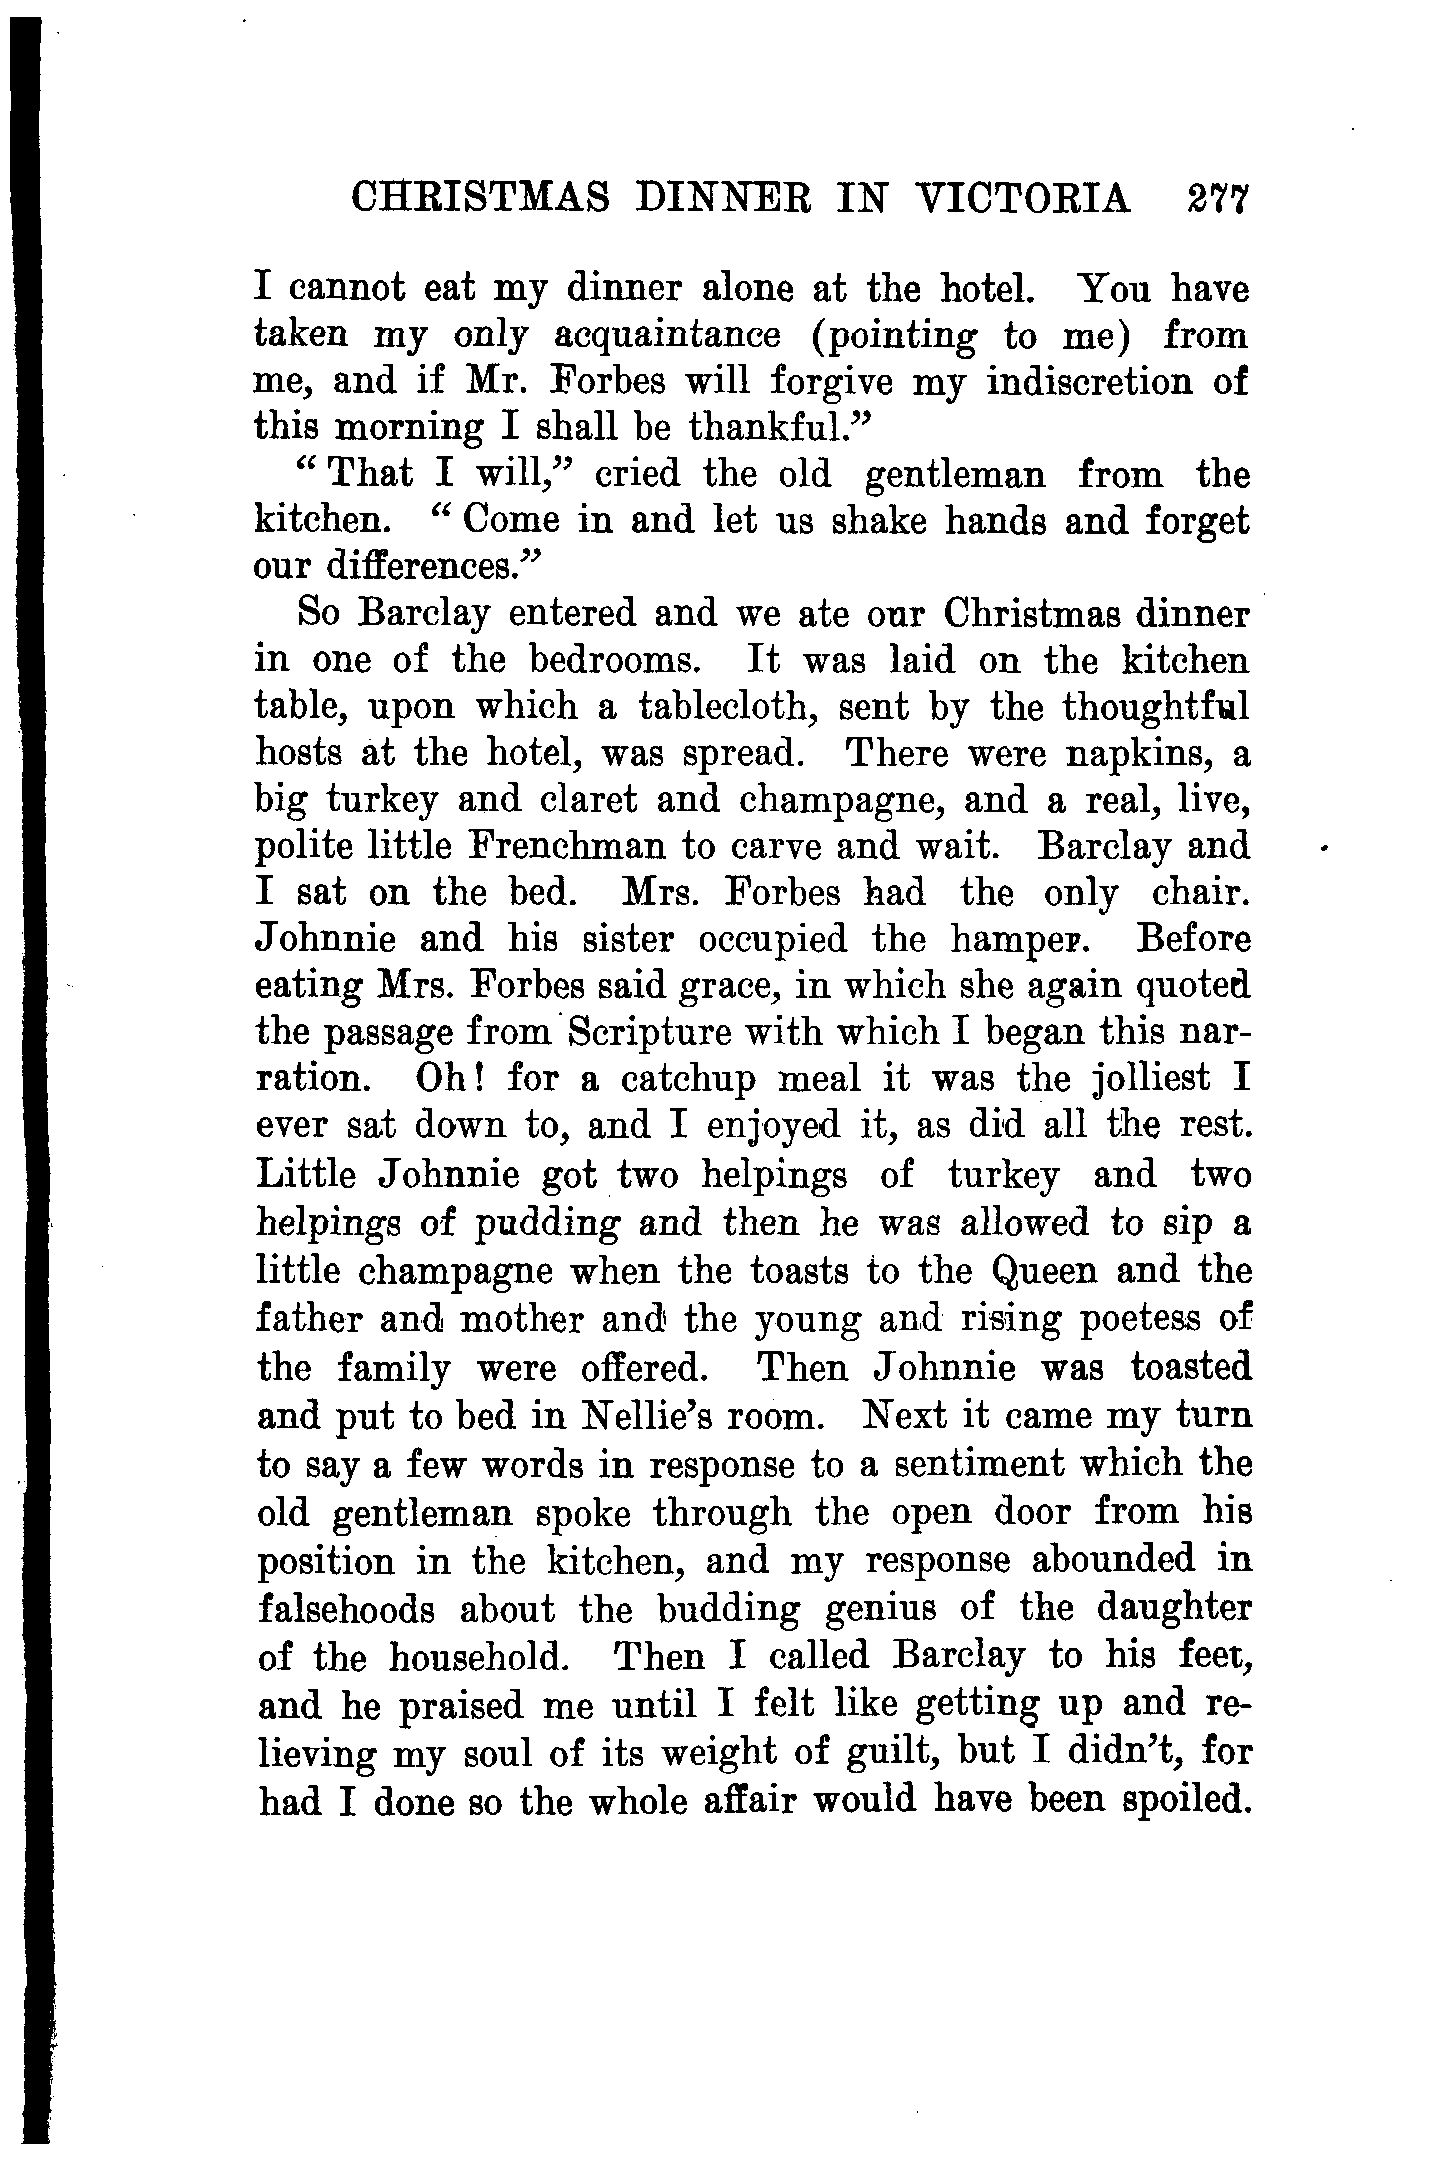 CHRISTMAS DINNER IN VICTORIA 277
I cannot eat my dinner alone at the hotel. You have
taken my only acquaintance (pointing to me) from
me, and if Mr. Forbes will forgive my indiscretion of
this morning I shall be thankful.”
“ That I will,” cried the old gentleman from the
kitchen. “ Come in and let us shake hands and forget
our differences.”
So Barclay entered and we ate our Christmas dinner
in one of the bedrooms. It was laid on the kitchen
table, upon which a tablecloth, sent by the thoughtful
hosts at the hotel, was spread. There were napkins, a
big turkey and claret and champagne, and a real, live,
polite little Frenchman to carve and wait. Barclay and
I sat on the bed. Mrs. Forbes had the only chair.
Johnnie and his sister occupied the hamper. Before
eating Mrs. Forbes said grace, in which she again quoted
the passage from Scripture with which I began this nar-
ration. Oh! for a catchup meal it was the jolliest I
ever sat down to, and I enjoyed it, as did all the rest.
Little Johnnie got two helpings of turkey and two
helpings of pudding and then he was allowed to sip a
little champagne when the toasts to the Queen and the
father and mother and the young and rising poetess of
the family were offered. Then Johnnie was toasted
and put to bed in Nellie’s room. Next it came my turn
to say a few words in response to a sentiment which the
old gentleman spoke through the open door from his
position in the kitchen, and my response abounded in
falsehoods about the budding genius of the daughter
of the household. Then I called Barclay to his feet,
and he praised me until I felt like getting up and re-
lieving my soul of its weight of guilt, but I didn’t, for
had I done so the whole affair would have been spoiled.